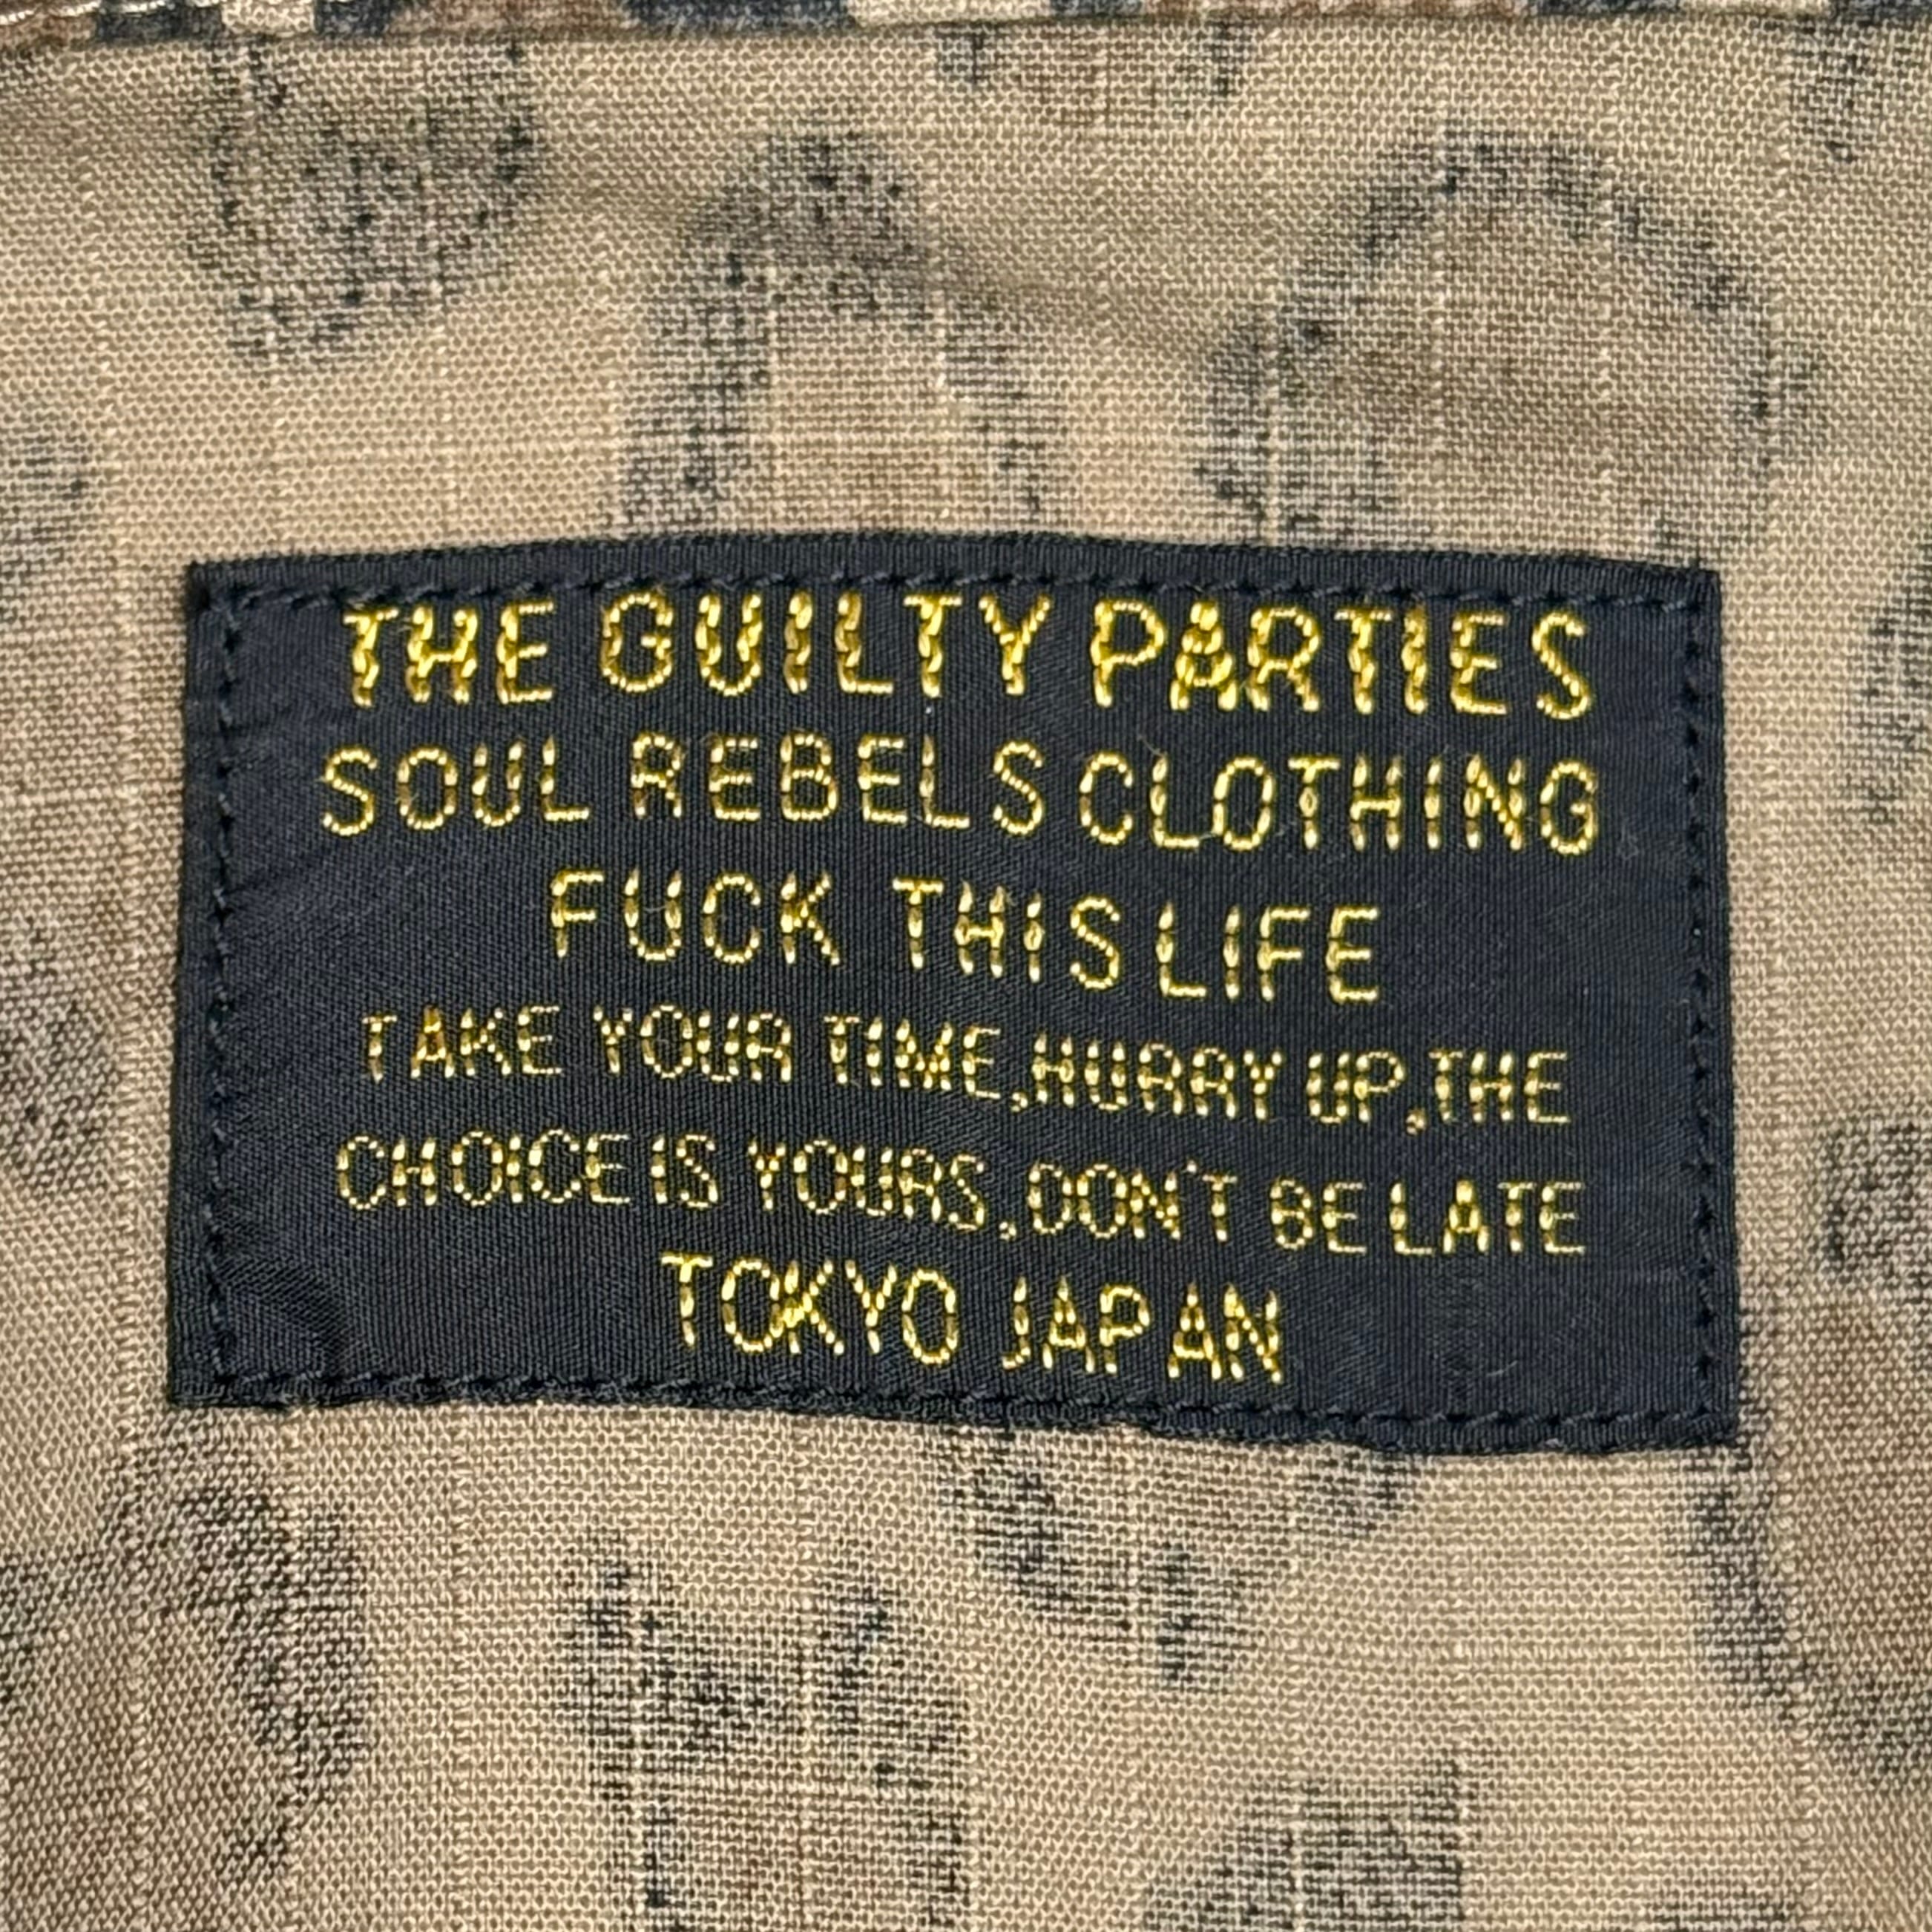 THE GUILTY PARTIES
SOUL REBELS CLOTHING
FUCK THIS LIFE
TAKE YOUR TIME,HURRY UP,THE
CHOICE IS YOURS,DON'T BE LATE
TOKYO JAPAN